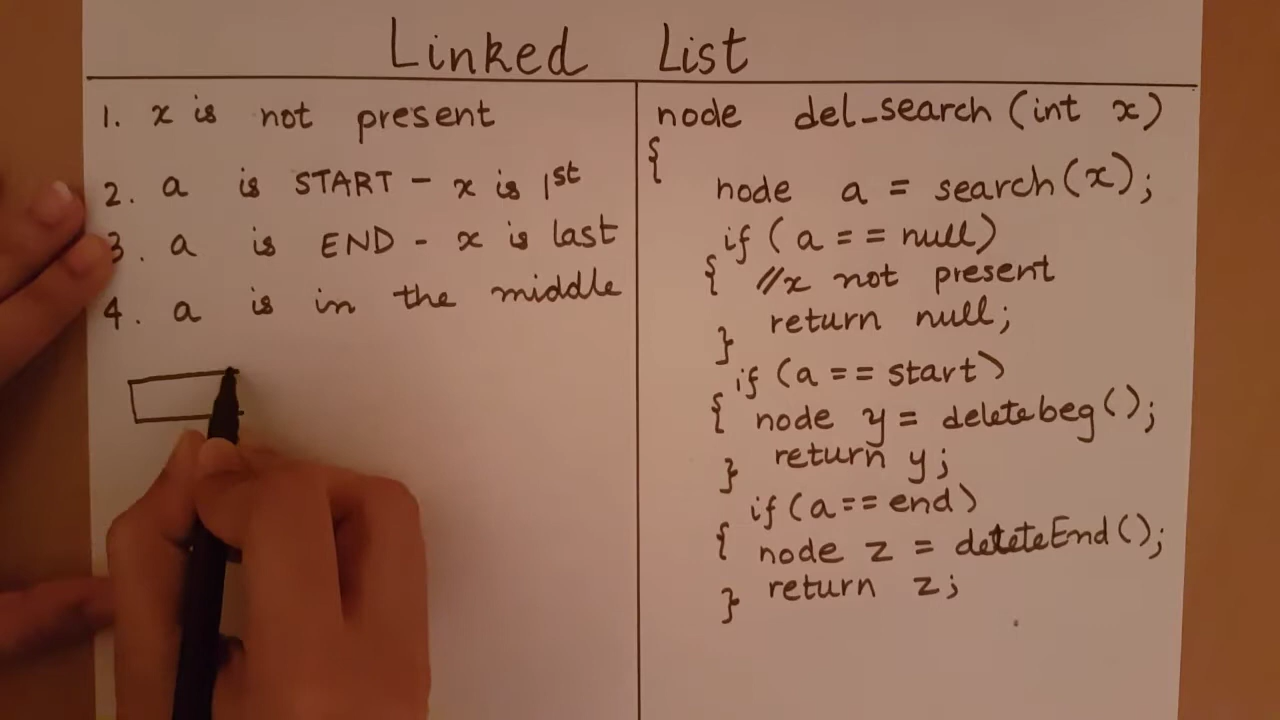 Linked List
1. x is not present
2. a is START - x is 1st
3. a is END - x is last
4. a is in the middle
node del_search (int x)
{
node a = search(x);
if (a == null)
{ //x not present
return null;
}
if (a == start)
{ node y = deletebeg();
} return y;
if (a == end)
{ node z = deleteEnd();
} return z;